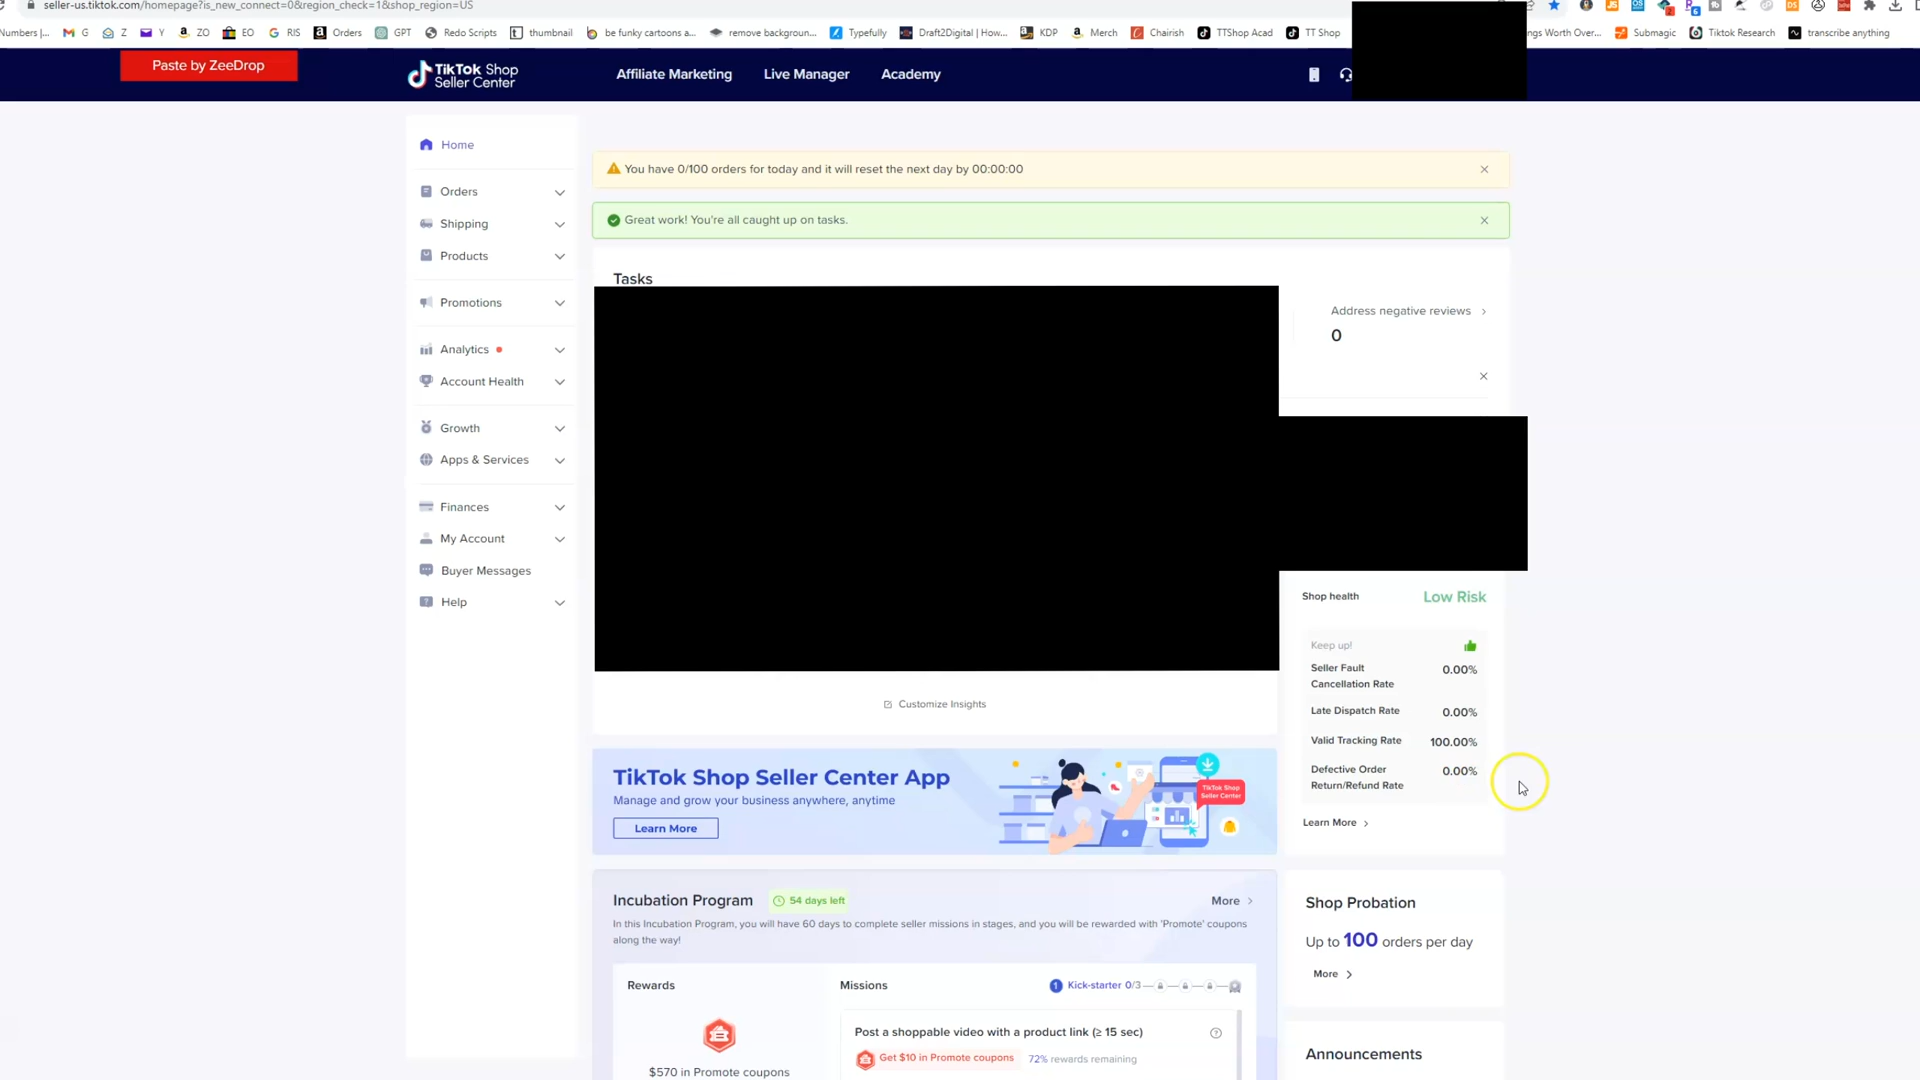 seller-us.tiktok.com/homepage?is_new_connect=0&region_check=1&shop_region=US
Numbers |... G Z Y ZO EO RIS Orders GPT Redo Scripts thumbnail be funky cartoons a... remove backgroun... Typefully Draft2Digital | How... KDP Merch Chairish TTShop Acad TT Shop ngs Worth Over... Submagic Tiktok Research transcribe anything
Paste by ZeeDrop
TikTok Shop
Seller Center
Affiliate Marketing Live Manager Academy
Home
Orders
Shipping
Products
Promotions
Analytics
Account Health
Growth
Apps & Services
Finances
My Account
Buyer Messages
Help
You have 0/100 orders for today and it will reset the next day by 00:00:00
Great work! You're all caught up on tasks.
Tasks
Address negative reviews
0
Customize Insights
TikTok Shop Seller Center App
Manage and grow your business anywhere, anytime
Learn More
TikTok Shop
Seller Center
Incubation Program 54 days left More
In this Incubation Program, you will have 60 days to complete seller missions in stages, and you will be rewarded with 'Promote' coupons
along the way!
Rewards
$570 in Promote coupons
Missions 1 Kick-starter 0/3
Post a shoppable video with a product link (≥ 15 sec)
Get $10 in Promote coupons 72% rewards remaining
Shop health Low Risk
Keep up!
Seller Fault
Cancellation Rate 0.00%
Late Dispatch Rate 0.00%
Valid Tracking Rate 100.00%
Defective Order
Return/Refund Rate 0.00%
Learn More
Shop Probation
Up to 100 orders per day
More
Announcements